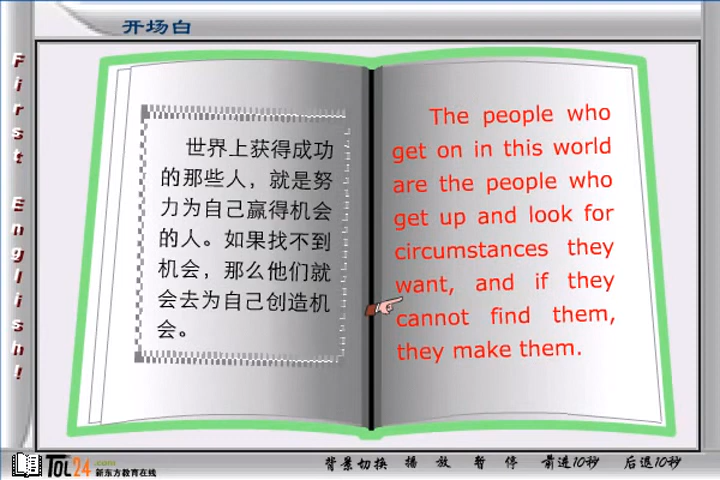 开场白
First English!
世界上获得成功
的那些人，就是努
力为自己赢得机会
的人。如果找不到
机会，那么他们就
会去为自己创造机
会。
The people who
get on in this world
are the people who
get up and look for
circumstances they
want, and if they
cannot find them,
they make them.
TOL24.com
新东方教育在线
背景切换 播放 暂停 前进10秒 后退10秒